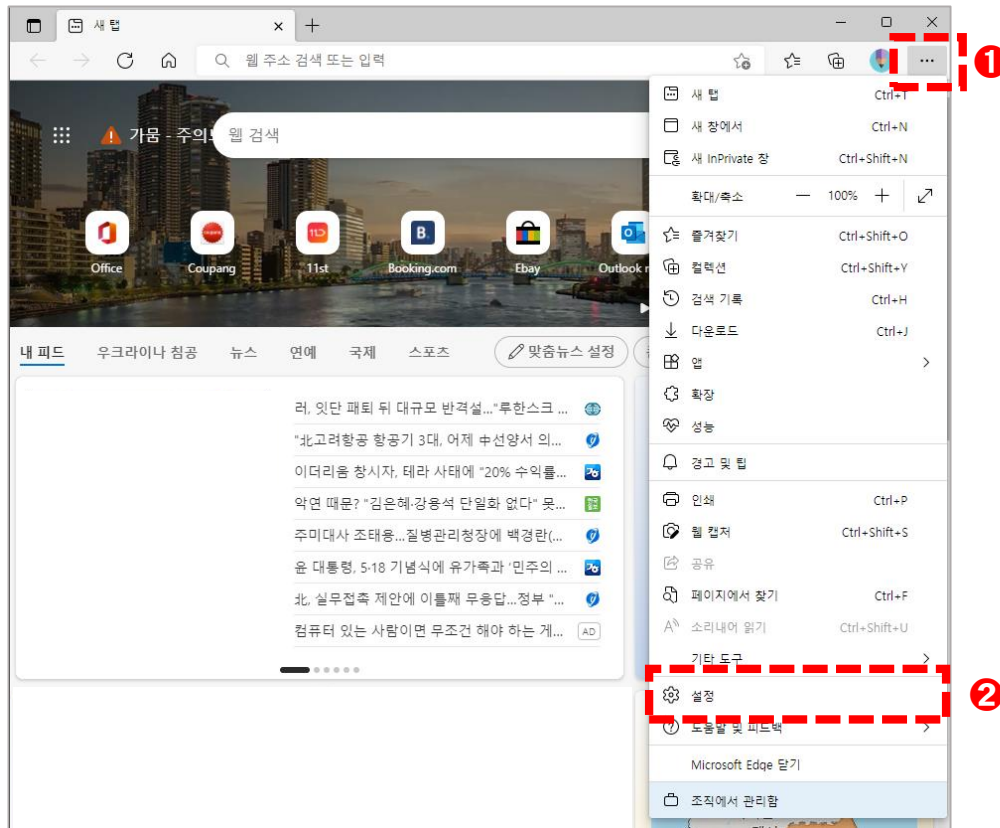 새 탭
❶
웹 주소 검색 또는 입력
가뭄 - 주의
웹 검색
Office
Coupang
11st
Booking.com
Ebay
Outlook
내 피드 우크라이나 침공 뉴스 연예 국제 스포츠 맞춤뉴스 설정
러, 잇단 패퇴 뒤 대규모 반격설..."루한스크 ...
"北고려항공 항공기 3대, 어제 中선양서 의...
이더리움 창시자, 테라 사태에 "20% 수익률...
악연 때문? "김은혜·강용석 단일화 없다" 못...
주미대사 조태용...질병관리청장에 백경란(...
윤 대통령, 5·18 기념식에 유가족과 '민주의 ...
北, 실무접촉 제안에 이틀째 무응답...정부 "...
컴퓨터 있는 사람이면 무조건 해야 하는 게... AD
새 탭 Ctrl+T
새 창에서 Ctrl+N
새 InPrivate 창 Ctrl+Shift+N
확대/축소 — 100% +
즐겨찾기 Ctrl+Shift+O
컬렉션 Ctrl+Shift+Y
검색 기록 Ctrl+H
다운로드 Ctrl+J
앱
확장
성능
경고 및 팁
인쇄 Ctrl+P
웹 캡처 Ctrl+Shift+S
공유
페이지에서 찾기 Ctrl+F
소리내어 읽기 Ctrl+Shift+U
기타 도구
설정
❷
도움말 및 피드백
Microsoft Edge 닫기
조직에서 관리함